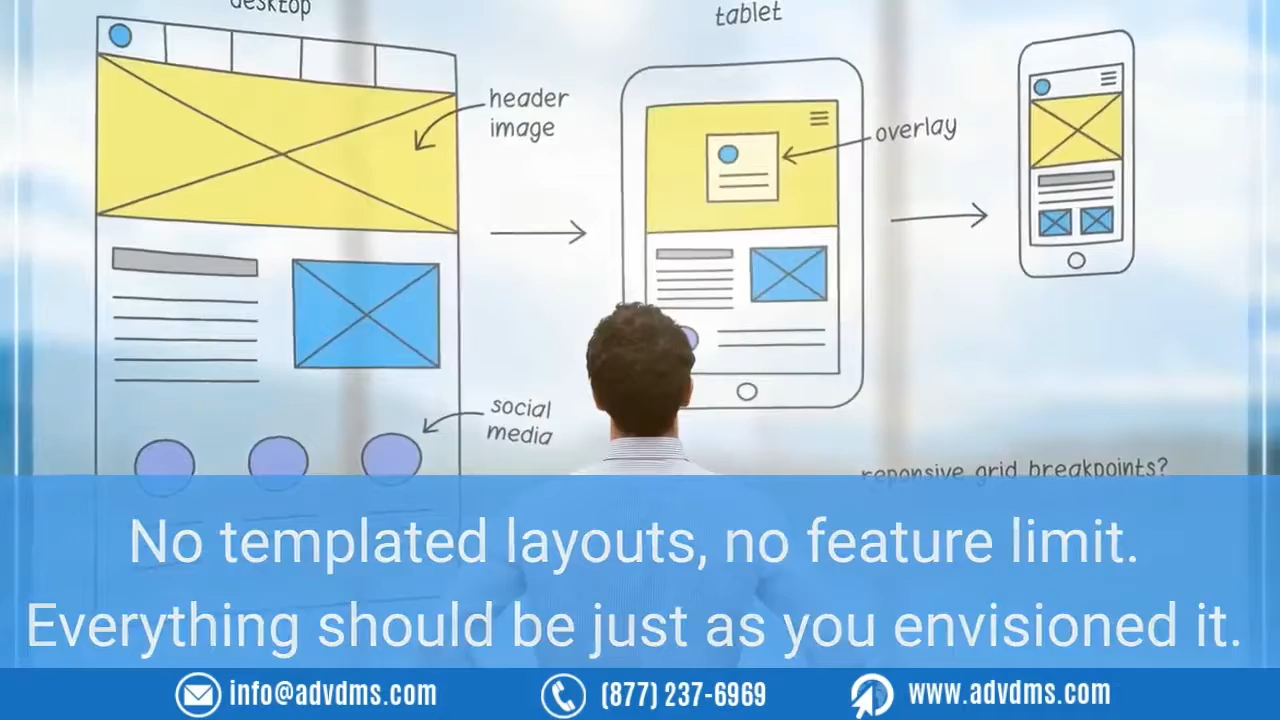 desktop
tablet
header
image
overlay
social
media
reponsive grid breakpoints?
No templated layouts, no feature limit.
Everything should be just as you envisioned it.
info@advdms.com
(877) 237-6969
www.advdms.com